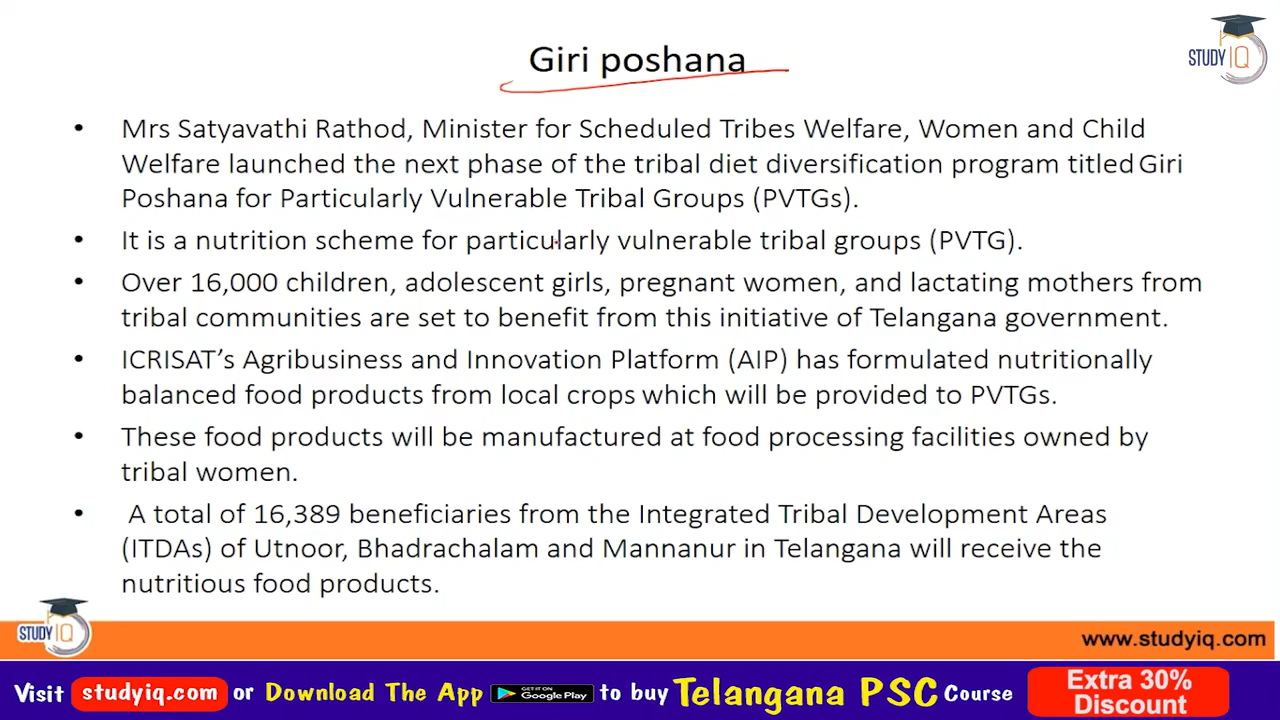 Giri poshana
STUDY IQ
• Mrs Satyavathi Rathod, Minister for Scheduled Tribes Welfare, Women and Child
Welfare launched the next phase of the tribal diet diversification program titled Giri
Poshana for Particularly Vulnerable Tribal Groups (PVTGs).
• It is a nutrition scheme for particularly vulnerable tribal groups (PVTG).
• Over 16,000 children, adolescent girls, pregnant women, and lactating mothers from
tribal communities are set to benefit from this initiative of Telangana government.
• ICRISAT’s Agribusiness and Innovation Platform (AIP) has formulated nutritionally
balanced food products from local crops which will be provided to PVTGs.
• These food products will be manufactured at food processing facilities owned by
tribal women.
• A total of 16,389 beneficiaries from the Integrated Tribal Development Areas
(ITDAs) of Utnoor, Bhadrachalam and Mannanur in Telangana will receive the
nutritious food products.
STUDY IQ
www.studyiq.com
Visit studyiq.com or Download The App GET IT ON Google Play to buy Telangana PSC Course
Extra 30%
Discount